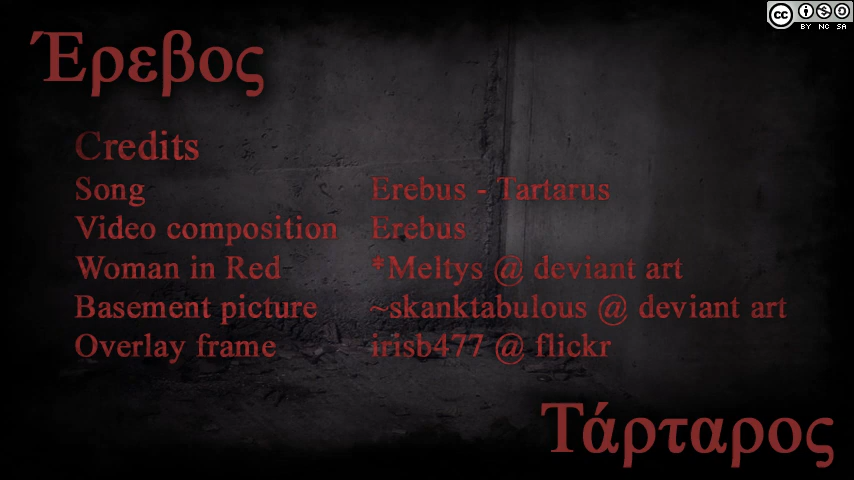 cc BY NC SA
Έρεβος
Credits
Song Erebus - Tartarus
Video composition Erebus
Woman in Red *Meltys @ deviant art
Basement picture ~skanktabulous @ deviant art
Overlay frame irisb477 @ flickr
Τάρταρος